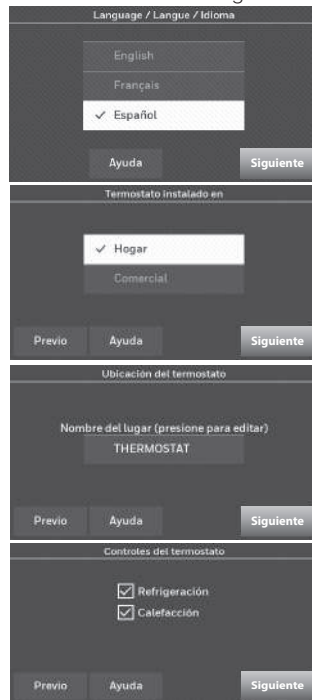 Language / Langue / Idioma
English
Français
✓ Español
Ayuda Siguiente
Termostato instalado en
✓ Hogar
Comercial
Previo Ayuda Siguiente
Ubicación del termostato
Nombre del lugar (presione para editar)
THERMOSTAT
Previo Ayuda Siguiente
Controles del termostato
✓ Refrigeración
✓ Calefacción
Previo Ayuda Siguiente